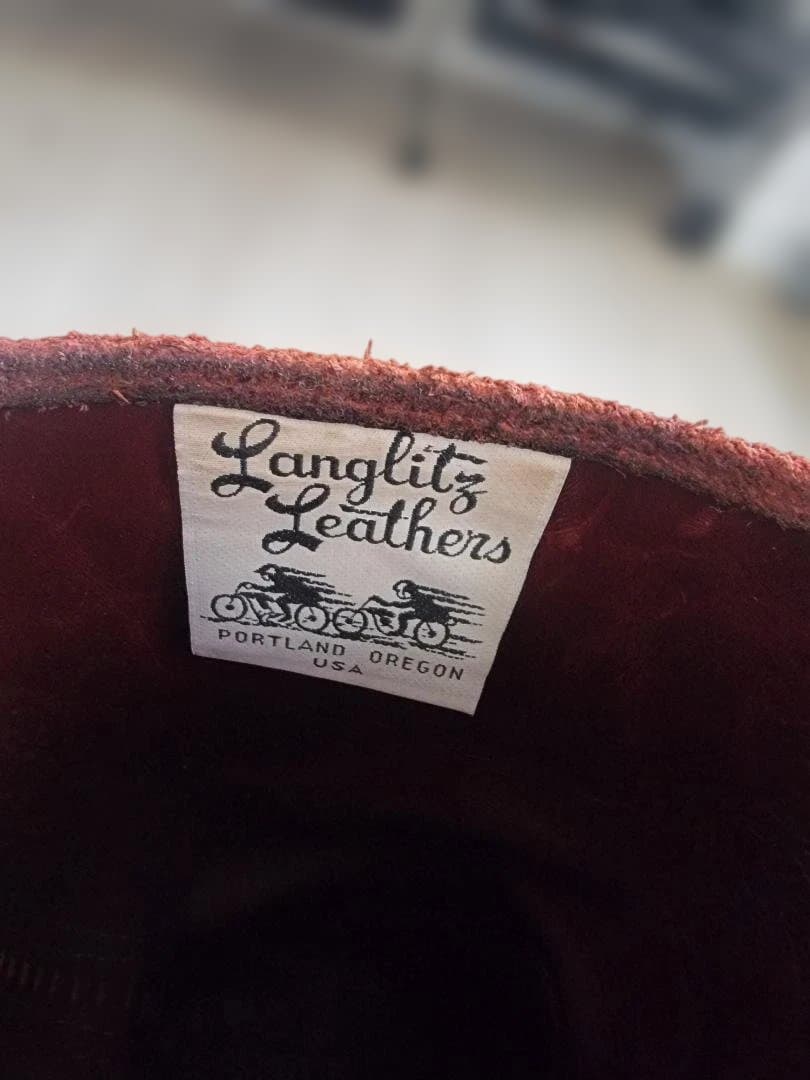 Langlitz
Leathers
PORTLAND OREGON
USA